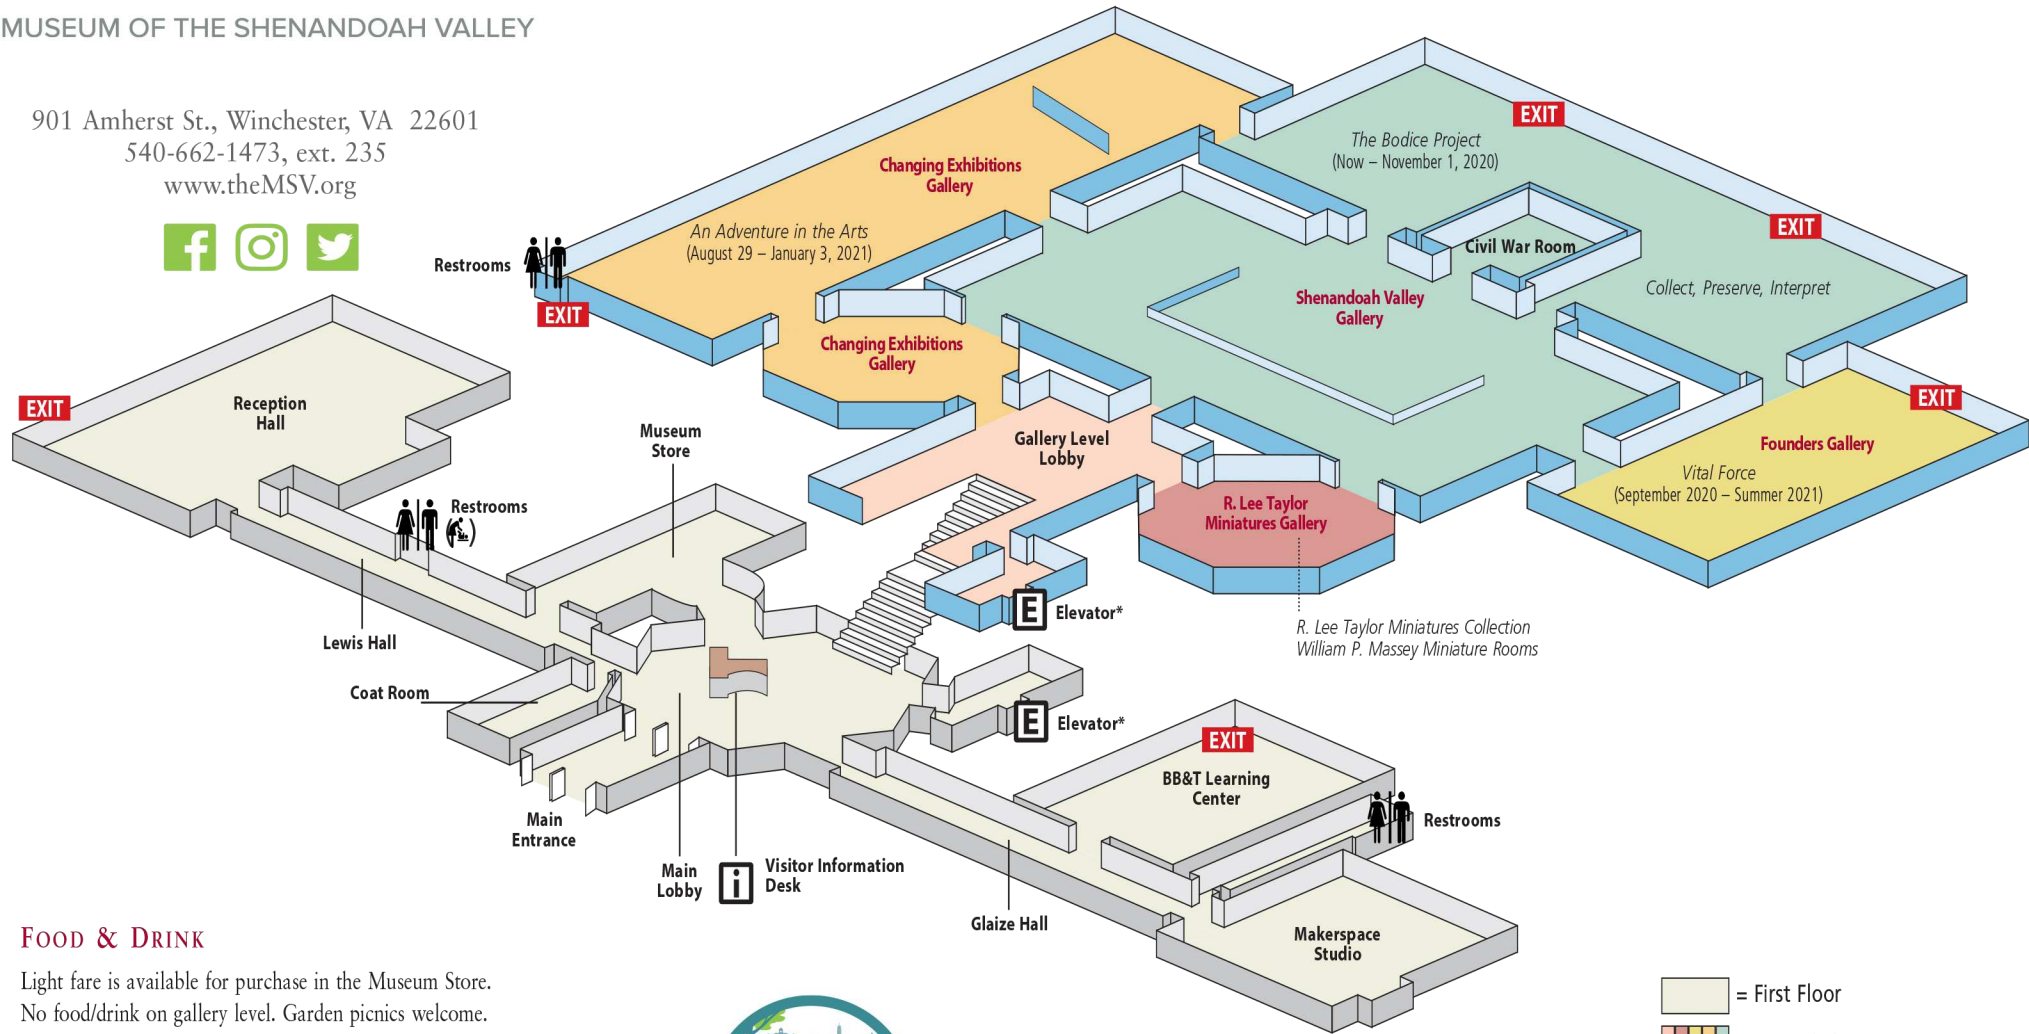 MUSEUM OF THE SHENANDOAH VALLEY
901 Amherst St., Winchester, VA 22601
540-662-1473, ext. 235
www.theMSV.org
EXIT
The Bodice Project
(Now – November 1, 2020)
Changing Exhibitions
Gallery
EXIT
An Adventure in the Arts
(August 29 – January 3, 2021)
Civil War Room
Restrooms
Collect, Preserve, Interpret
Shenandoah Valley
Gallery
EXIT
Changing Exhibitions
Gallery
EXIT
EXIT
Reception
Hall
Museum
Store
Gallery Level
Lobby
Founders Gallery
Vital Force
(September 2020 – Summer 2021)
R. Lee Taylor
Miniatures Gallery
Restrooms
E
Elevator*
R. Lee Taylor Miniatures Collection
William P. Massey Miniature Rooms
Lewis Hall
Coat Room
E
Elevator*
EXIT
BB&T Learning
Center
Main
Entrance
Restrooms
Main
Lobby
i
Visitor Information
Desk
Glaize Hall
Makerspace
Studio
FOOD & DRINK
Light fare is available for purchase in the Museum Store.
No food/drink on gallery level. Garden picnics welcome.
= First Floor